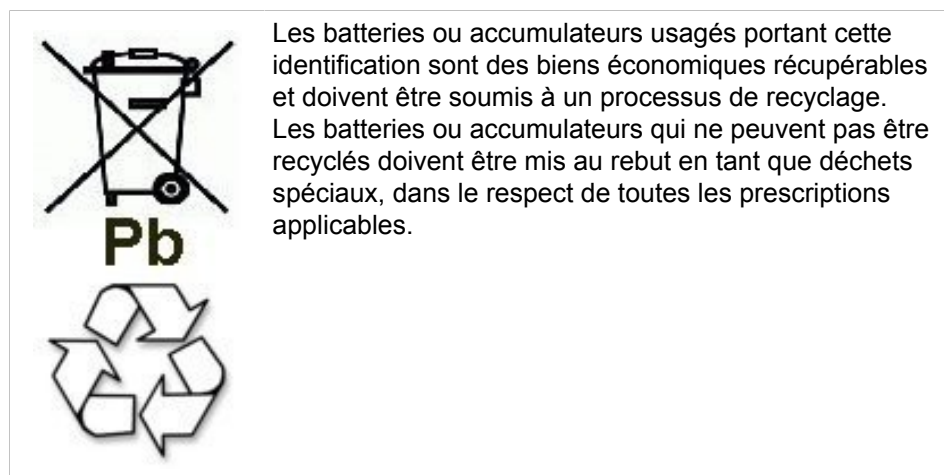 Les batteries ou accumulateurs usagés portant cette
identification sont des biens économiques récupérables
et doivent être soumis à un processus de recyclage.
Les batteries ou accumulateurs qui ne peuvent pas être
recyclés doivent être mis au rebut en tant que déchets
spéciaux, dans le respect de toutes les prescriptions
applicables.
Pb